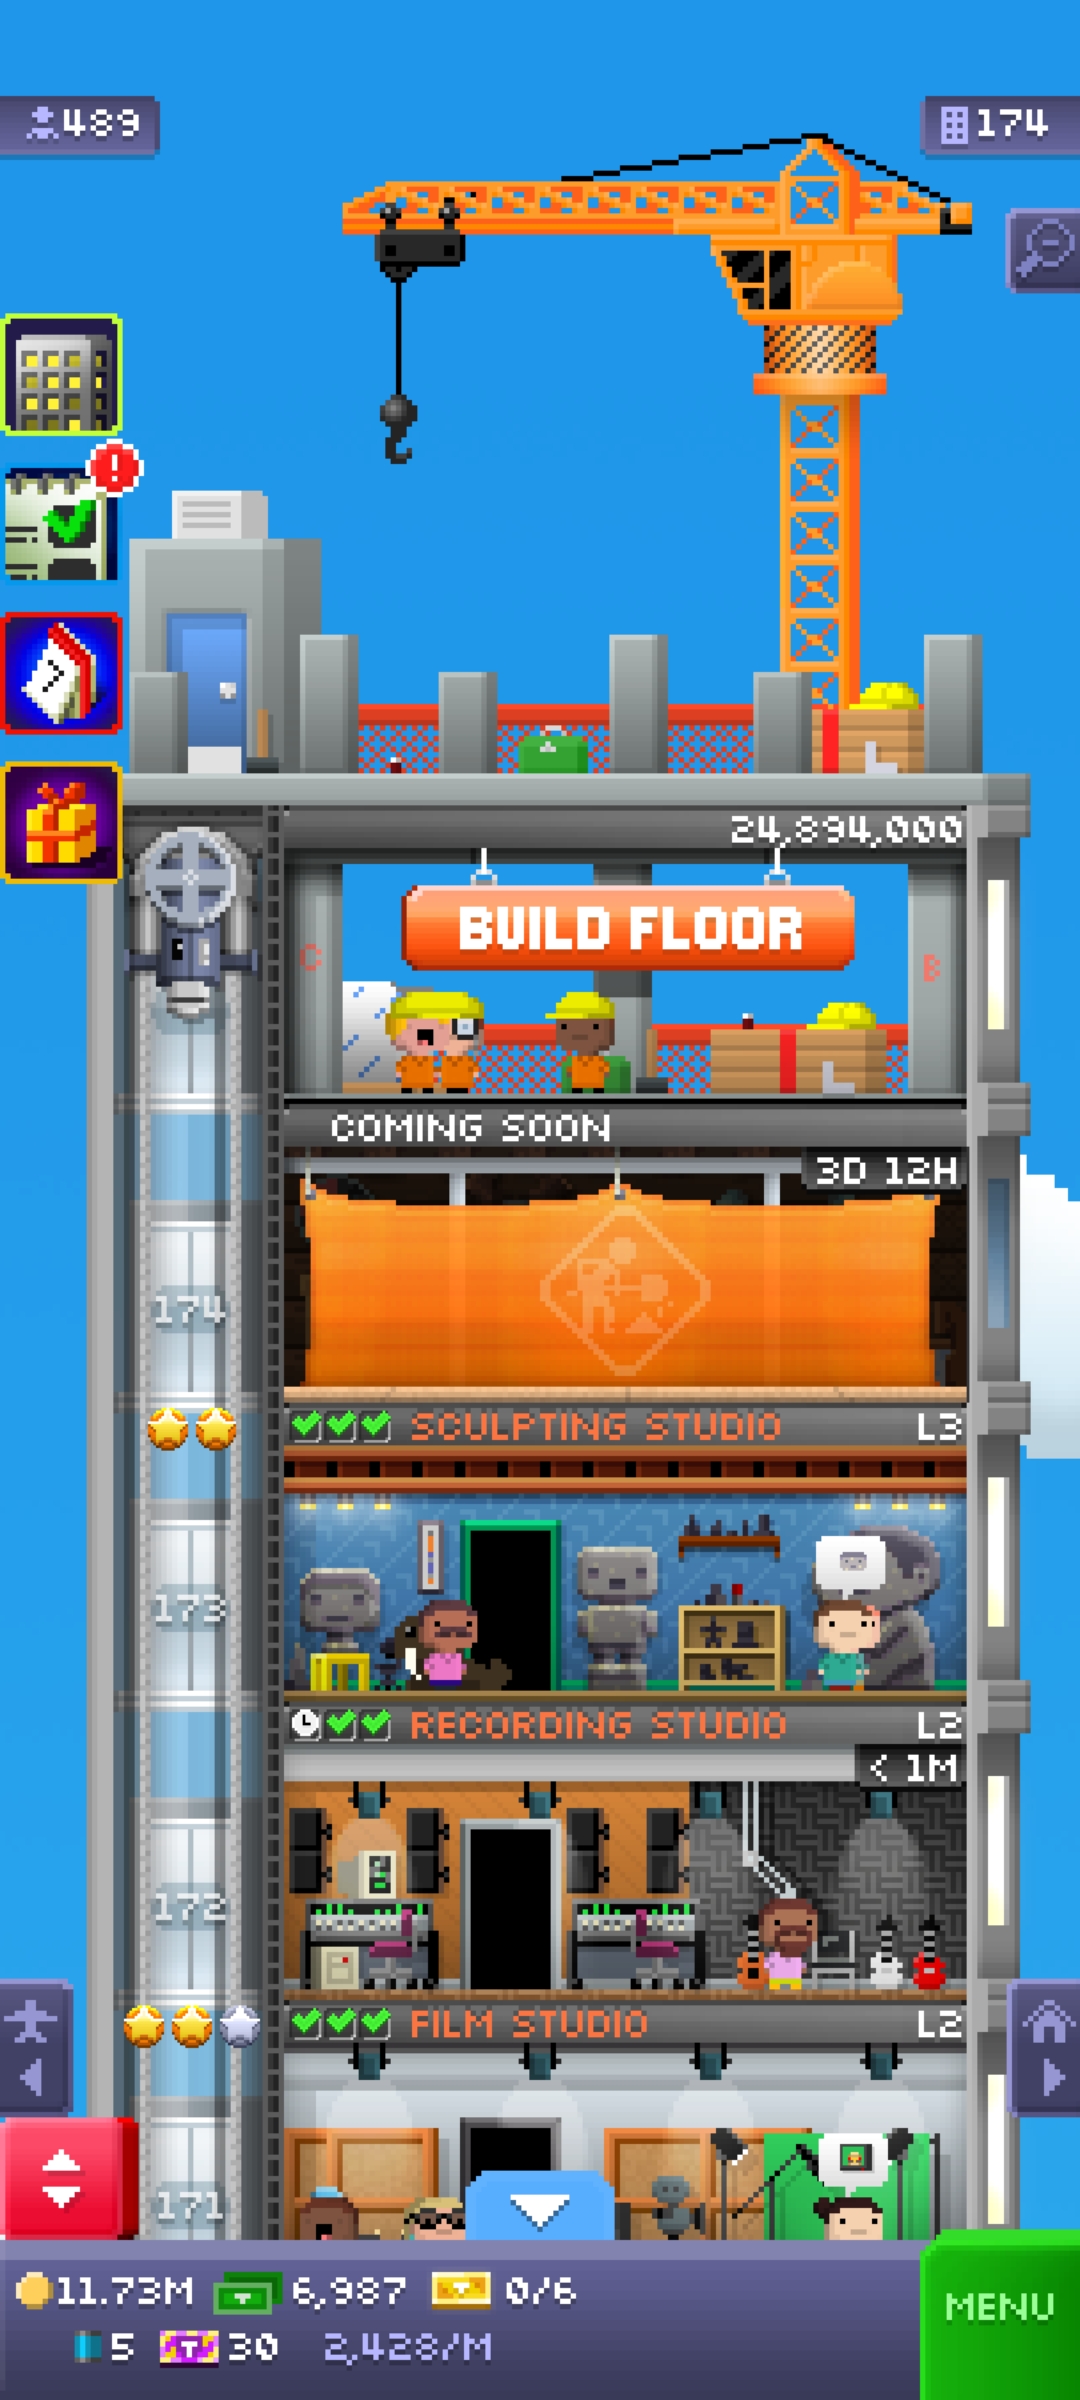 489
174
24,894,000
BUILD FLOOR
C
B
COMING SOON
3D 12H
174
SCULPTING STUDIO L3
173
RECORDING STUDIO L2
< 1M
172
FILM STUDIO L2
171
11.73M 6,987 0/6
5 30 2,428/M
MENU